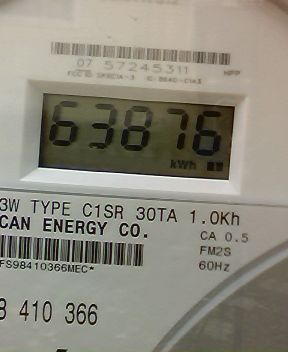 07 57245311
63876
kWh
3W TYPE C1SR 30TA 1.0Kh
CAN ENERGY CO.
CA 0.5
FM2S
60Hz
FS98410366MEC*
8 410 366